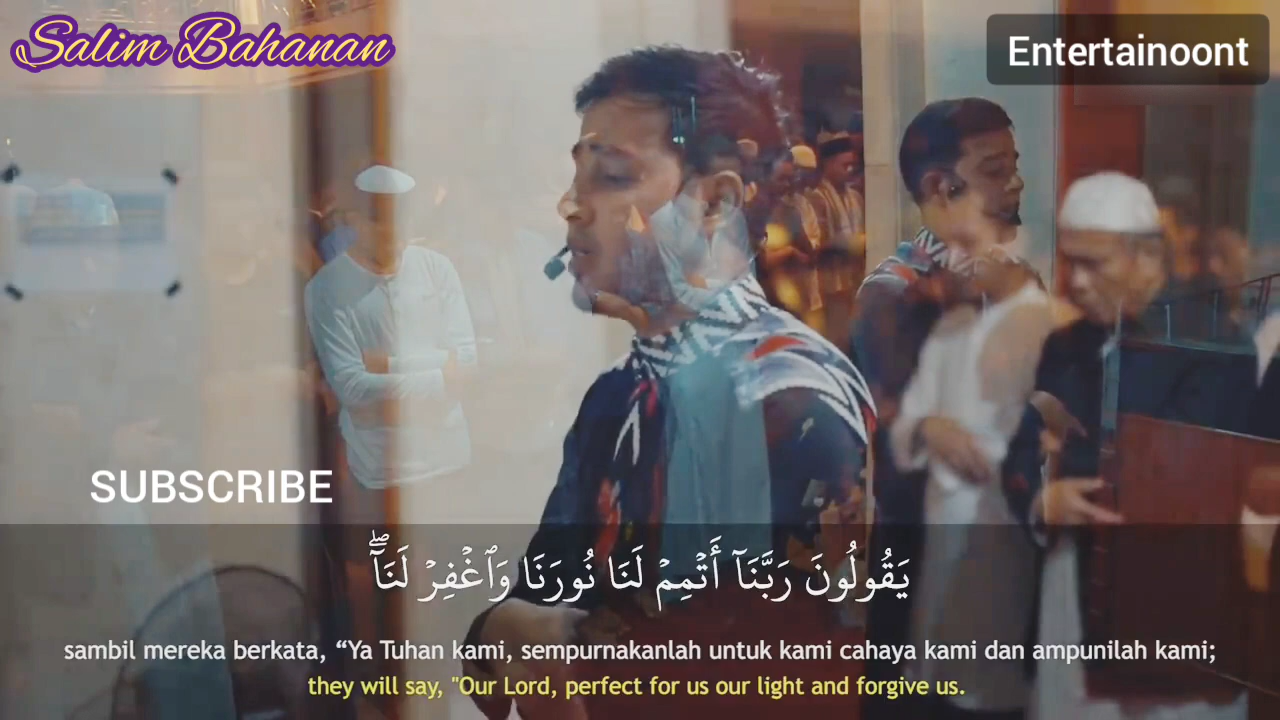 Salim Bahanan
Entertainoont
SUBSCRIBE
يَقُولُونَ رَبَّنَآ أَتۡمِمۡ لَنَا نُورَنَا وَٱغۡفِرۡ لَنَآۖ
sambil mereka berkata, “Ya Tuhan kami, sempurnakanlah untuk kami cahaya kami dan ampunilah kami;
they will say, "Our Lord, perfect for us our light and forgive us.